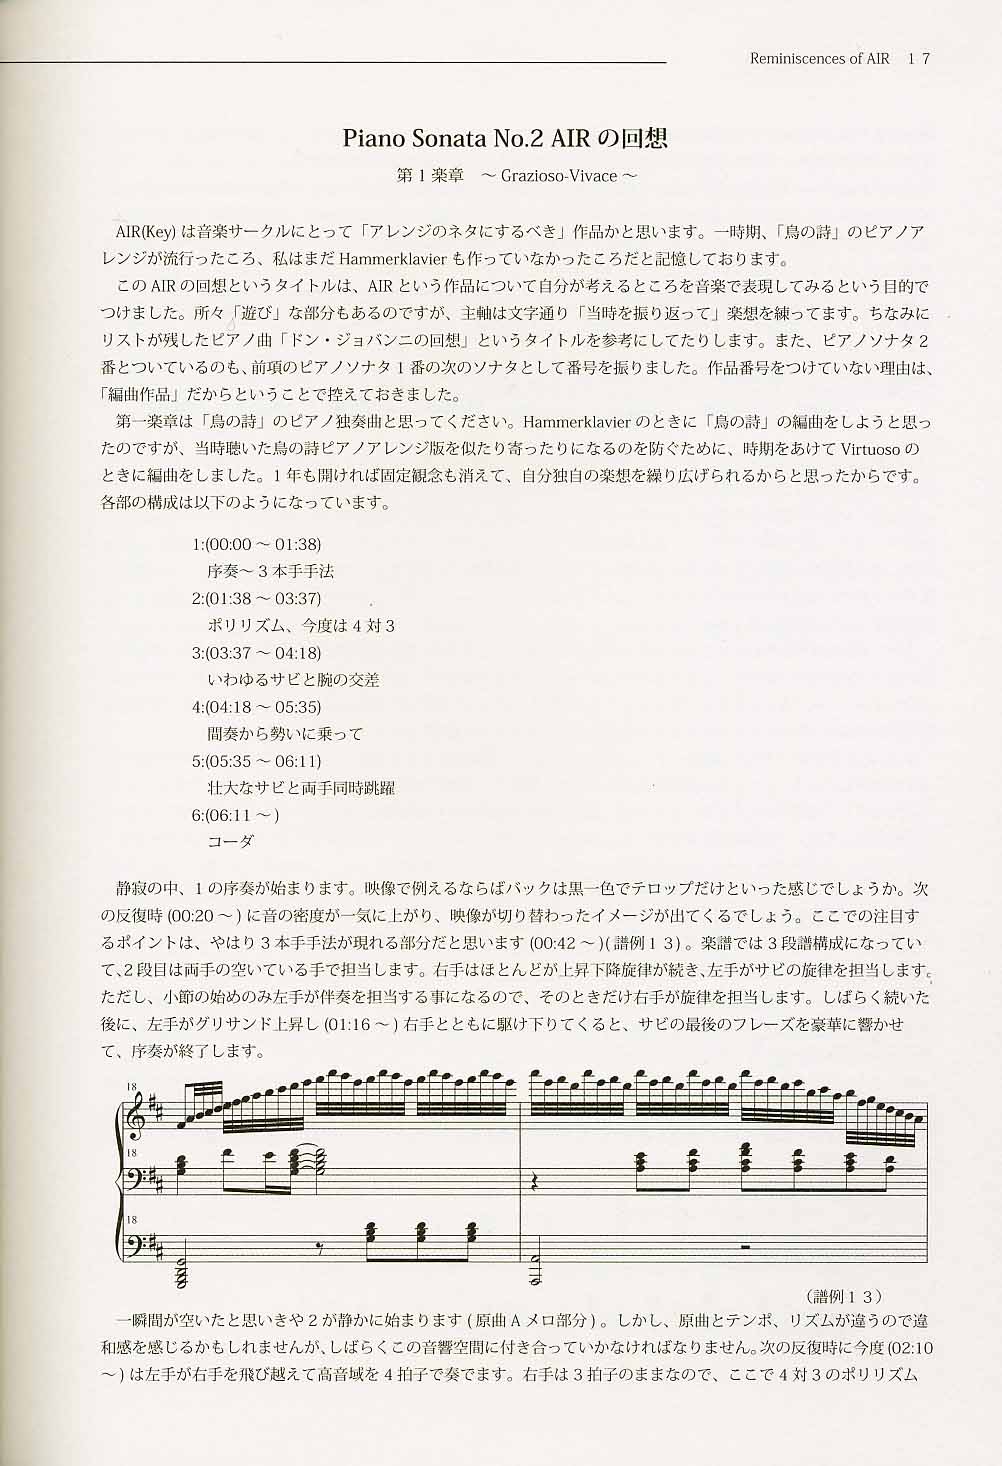 Reminiscences of AIR １７
Piano Sonata No.2 AIR の回想
第１楽章　～ Grazioso-Vivace ～
AIR(Key) は音楽サークルにとって「アレンジのネタにするべき」作品かと思います。一時期、「鳥の詩」のピアノア
レンジが流行ったころ、私はまだ Hammerklavier も作っていなかったころだと記憶しております。
この AIR の回想というタイトルは、AIR という作品について自分が考えるところを音楽で表現してみるという目的で
つけました。所々「遊び」な部分もあるのですが、主軸は文字通り「当時を振り返って」楽想を練ってます。ちなみに
リストが残したピアノ曲「ドン・ジョバンニの回想」というタイトルを参考にしてたりします。また、ピアノソナタ２
番とついているのも、前項のピアノソナタ１番の次のソナタとして番号を振りました。作品番号をつけていない理由は、
「編曲作品」だからということで控えておきました。
第一楽章は「鳥の詩」のピアノ独奏曲と思ってください。Hammerklavier のときに「鳥の詩」の編曲をしようと思っ
たのですが、当時聴いた鳥の詩ピアノアレンジ版を似たり寄ったりになるのを防ぐために、時期をあけて Virtuoso の
ときに編曲をしました。１年も開ければ固定観念も消えて、自分独自の楽想を繰り広げられるからと思ったからです。
各部の構成は以下のようになっています。
1:(00:00 ～ 01:38)
序奏～３本手手法
2:(01:38 ～ 03:37)
ポリリズム、今度は４対３
3:(03:37 ～ 04:18)
いわゆるサビと腕の交差
4:(04:18 ～ 05:35)
間奏から勢いに乗って
5:(05:35 ～ 06:11)
壮大なサビと両手同時跳躍
6:(06:11 ～ )
コーダ
静寂の中、１の序奏が始まります。映像で例えるならばバックは黒一色でテロップだけといった感じでしょうか。次
の反復時 (00:20 ～ ) に音の密度が一気に上がり、映像が切り替わったイメージが出てくるでしょう。ここでの注目す
るポイントは、やはり３本手手法が現れる部分だと思います (00:42 ～ )( 譜例１３) 。楽譜では３段譜構成になってい
て、２段目は両手の空いている手で担当します。右手はほとんどが上昇下降旋律が続き、左手がサビの旋律を担当します。
ただし、小節の始めのみ左手が伴奏を担当する事になるので、そのときだけ右手が旋律を担当します。しばらく続いた
後に、左手がグリサンド上昇し (01:16 ～ ) 右手とともに駆け下りてくると、サビの最後のフレーズを豪華に響かせ
て、序奏が終了します。
18
18
18
（譜例１３）
一瞬間が空いたと思いきや２が静かに始まります ( 原曲 A メロ部分 ) 。しかし、原曲とテンポ、リズムが違うので違
和感を感じるかもしれませんが、しばらくこの音響空間に付き合っていかなければなりません。次の反復時に今度 (02:10
～ ) は左手が右手を飛び越えて高音域を４拍子で奏でます。右手は３拍子のままなので、ここで４対３のポリリズム